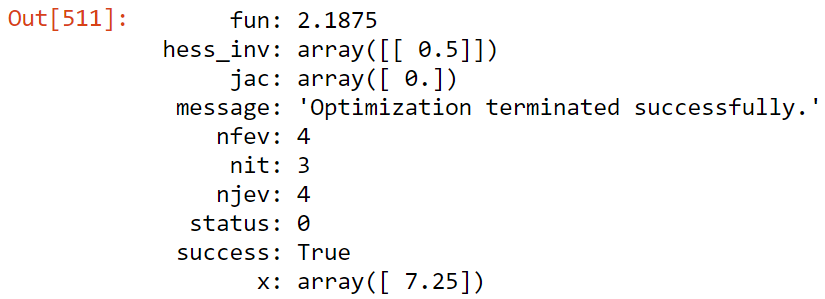 Out[511]: fun: 2.1875
hess_inv: array([[ 0.5]])
jac: array([ 0.])
message: 'Optimization terminated successfully.'
nfev: 4
nit: 3
njev: 4
status: 0
success: True
x: array([ 7.25])